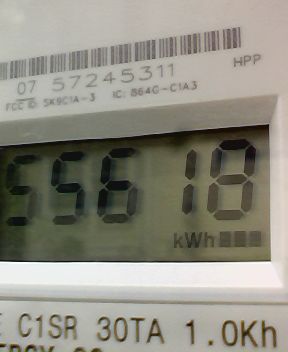 07 57245311
HPP
FCC ID: SK9C1A-3 IC: 864G-C1A3
55618
kWh
C1SR 30TA 1.0Kh